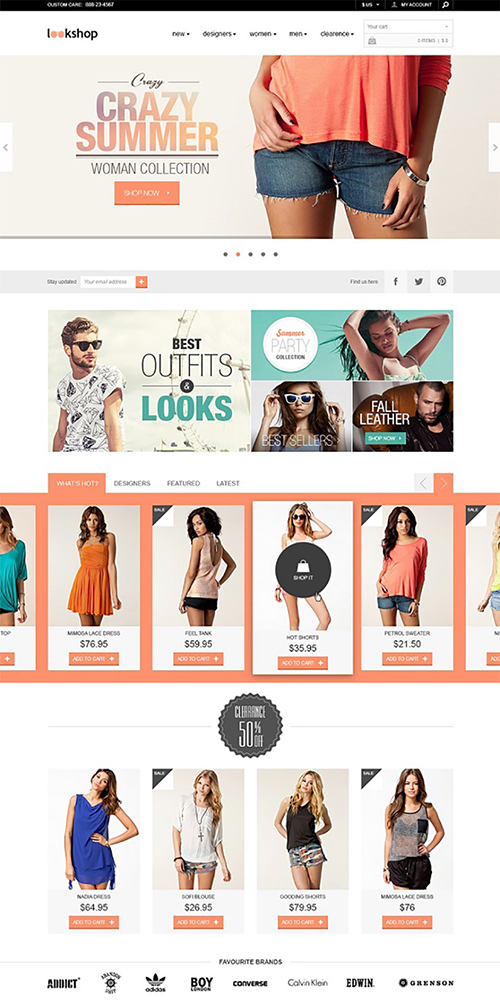 CUSTOM CARE: 888-23-4567
$ US
MY ACCOUNT
lookshop
new
designers
women
men
clearence
Your cart
0 ITEMS | $ 0
Crazy
CRAZY
SUMMER
WOMAN COLLECTION
SHOP NOW
Stay updated
Your email address
Find us here
BEST
OUTFITS
&
LOOKS
Summer
PARTY
COLLECTION
BEST SELLERS
FALL
LEATHER
SHOP NOW
WHAT'S HOT?
DESIGNERS
FEATURED
LATEST
SALE
SALE
SALE
SHOP IT
TOP
MIMOSA LACE DRESS
FEEL TANK
HOT SHORTS
PETROL SWEATER
$76.95
$59.95
$35.95
$21.50
ADD TO CART +
ADD TO CART +
ADD TO CART +
ADD TO CART +
CLEARANCE
50%
OFF
SALE
SALE
NADIA DRESS
SOFI BLOUSE
GOODING SHORTS
MIMOSA LACE DRESS
$64.95
$26.95
$79.95
$76
ADD TO CART +
ADD TO CART +
ADD TO CART +
ADD TO CART +
FAVOURITE BRANDS
ADDICT
adidas
BOY
LONDON
CONVERSE
Calvin Klein
EDWIN.
GRENSON